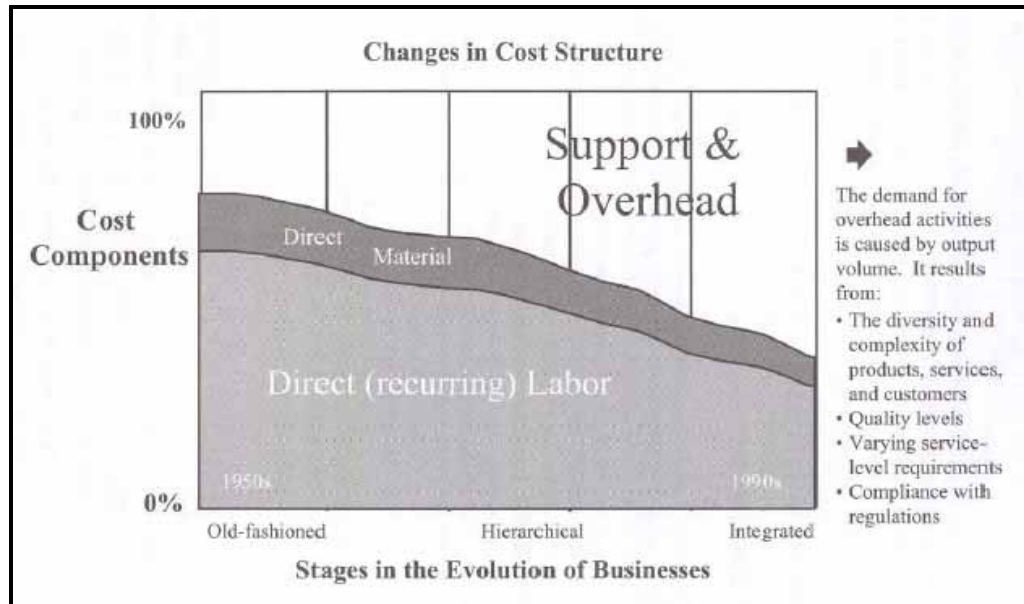 Changes in Cost Structure
100%
Cost
Components
0%
Support &
Overhead
Direct
Material
Direct (recurring) Labor
1950s
1990s
Old-fashioned
Hierarchical
Integrated
Stages in the Evolution of Businesses
The demand for
overhead activities
is caused by output
volume. It results
from:
• The diversity and
complexity of
products, services,
and customers
• Quality levels
• Varying service-
level requirements
• Compliance with
regulations